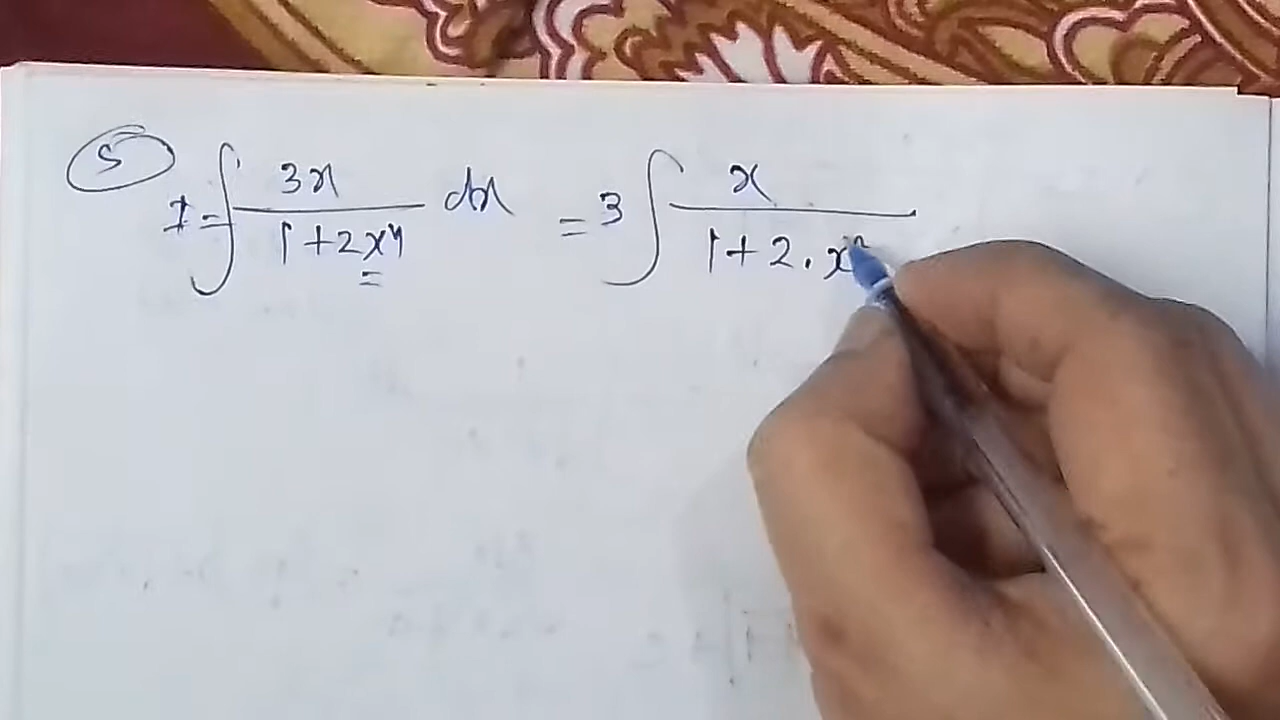 5 I = ∫ 3x / 1+2x⁴ dx = 3 ∫ x / 1+2.x